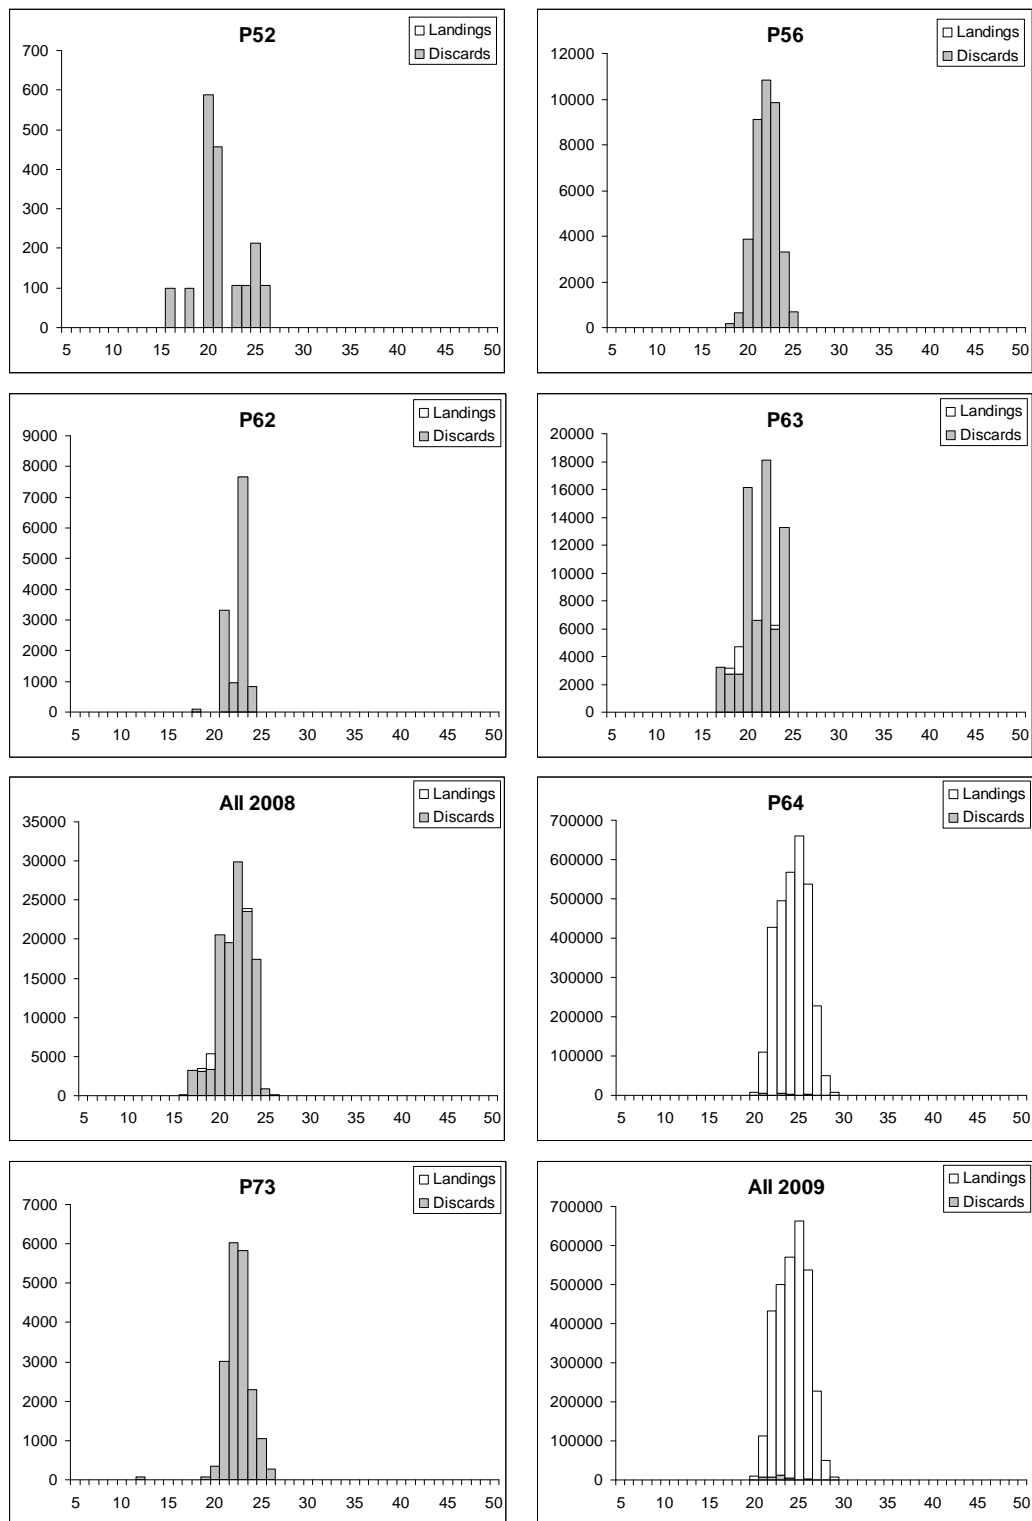 P52
Landings
Discards
700
600
500
400
300
200
100
0
5 10 15 20 25 30 35 40 45 50
P56
Landings
Discards
12000
10000
8000
6000
4000
2000
0
5 10 15 20 25 30 35 40 45 50
P62
Landings
Discards
9000
8000
7000
6000
5000
4000
3000
2000
1000
0
5 10 15 20 25 30 35 40 45 50
P63
Landings
Discards
20000
18000
16000
14000
12000
10000
8000
6000
4000
2000
0
5 10 15 20 25 30 35 40 45 50
All 2008
Landings
Discards
35000
30000
25000
20000
15000
10000
5000
0
5 10 15 20 25 30 35 40 45 50
P64
Landings
Discards
700000
600000
500000
400000
300000
200000
100000
0
5 10 15 20 25 30 35 40 45 50
P73
Landings
Discards
7000
6000
5000
4000
3000
2000
1000
0
5 10 15 20 25 30 35 40 45 50
All 2009
Landings
Discards
700000
600000
500000
400000
300000
200000
100000
0
5 10 15 20 25 30 35 40 45 50